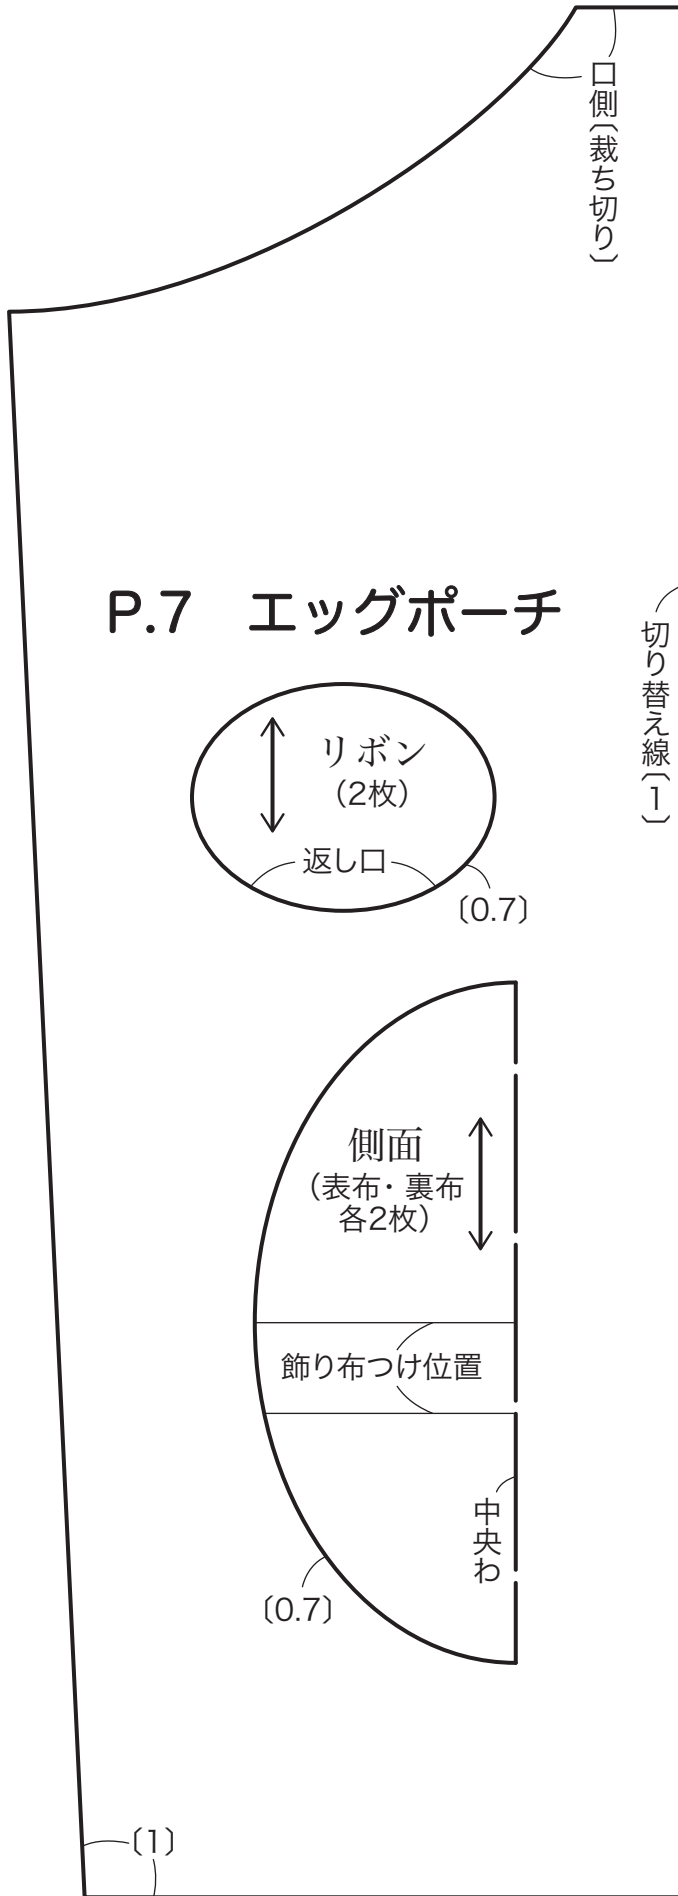 口側〔裁ち切り〕
P.7 エッグポーチ
切り替え線〔1〕
リボン
(2枚)
返し口
〔0.7〕
側面
(表布・裏布
各2枚)
飾り布つけ位置
中央わ
〔0.7〕
〔1〕